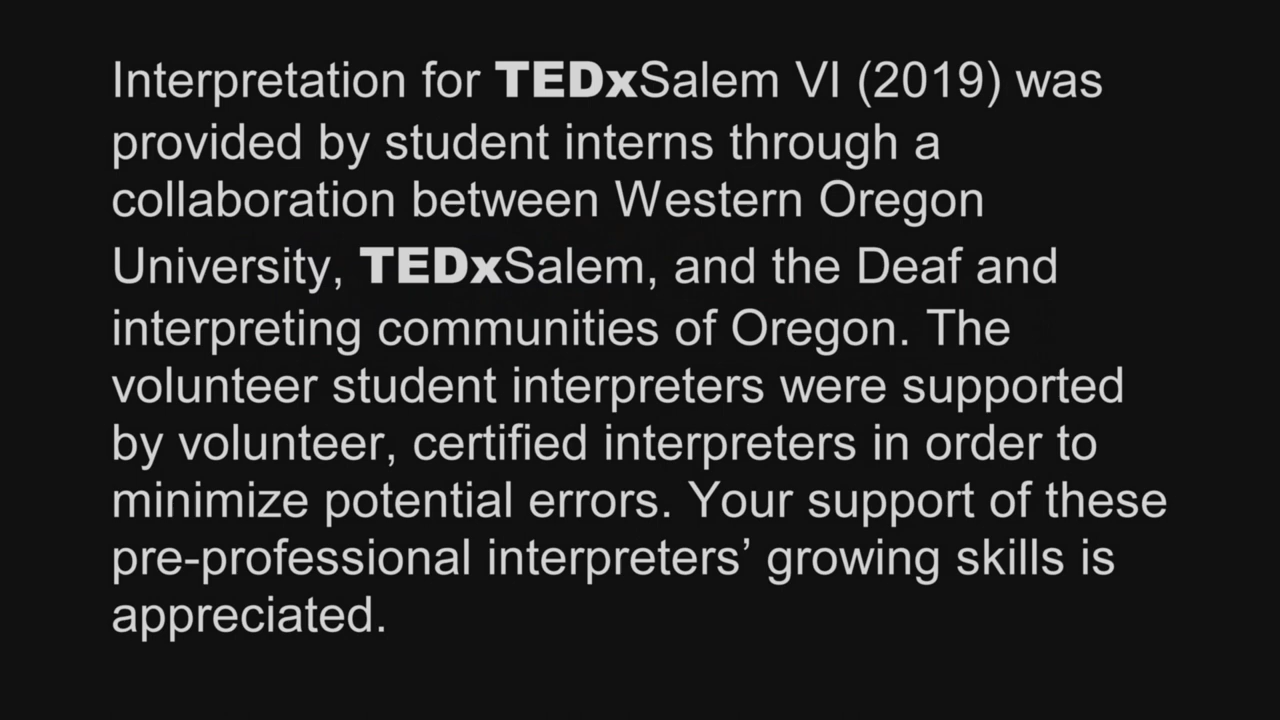 Interpretation for TEDxSalem VI (2019) was
provided by student interns through a
collaboration between Western Oregon
University, TEDxSalem, and the Deaf and
interpreting communities of Oregon. The
volunteer student interpreters were supported
by volunteer, certified interpreters in order to
minimize potential errors. Your support of these
pre-professional interpreters’ growing skills is
appreciated.